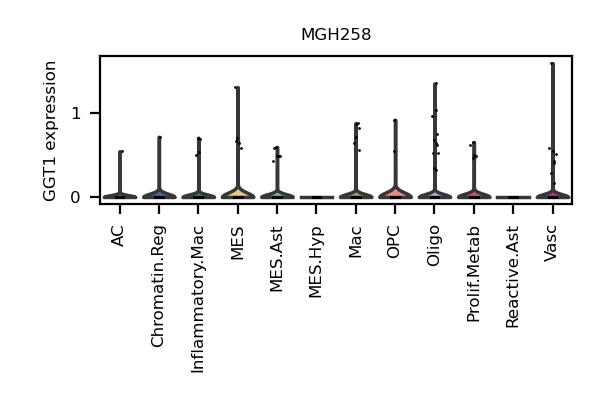 MGH258
GGT1 expression
1
0
AC
Chromatin.Reg
Inflammatory.Mac
MES
MES.Ast
MES.Hyp
Mac
OPC
Oligo
Prolif.Metab
Reactive.Ast
Vasc